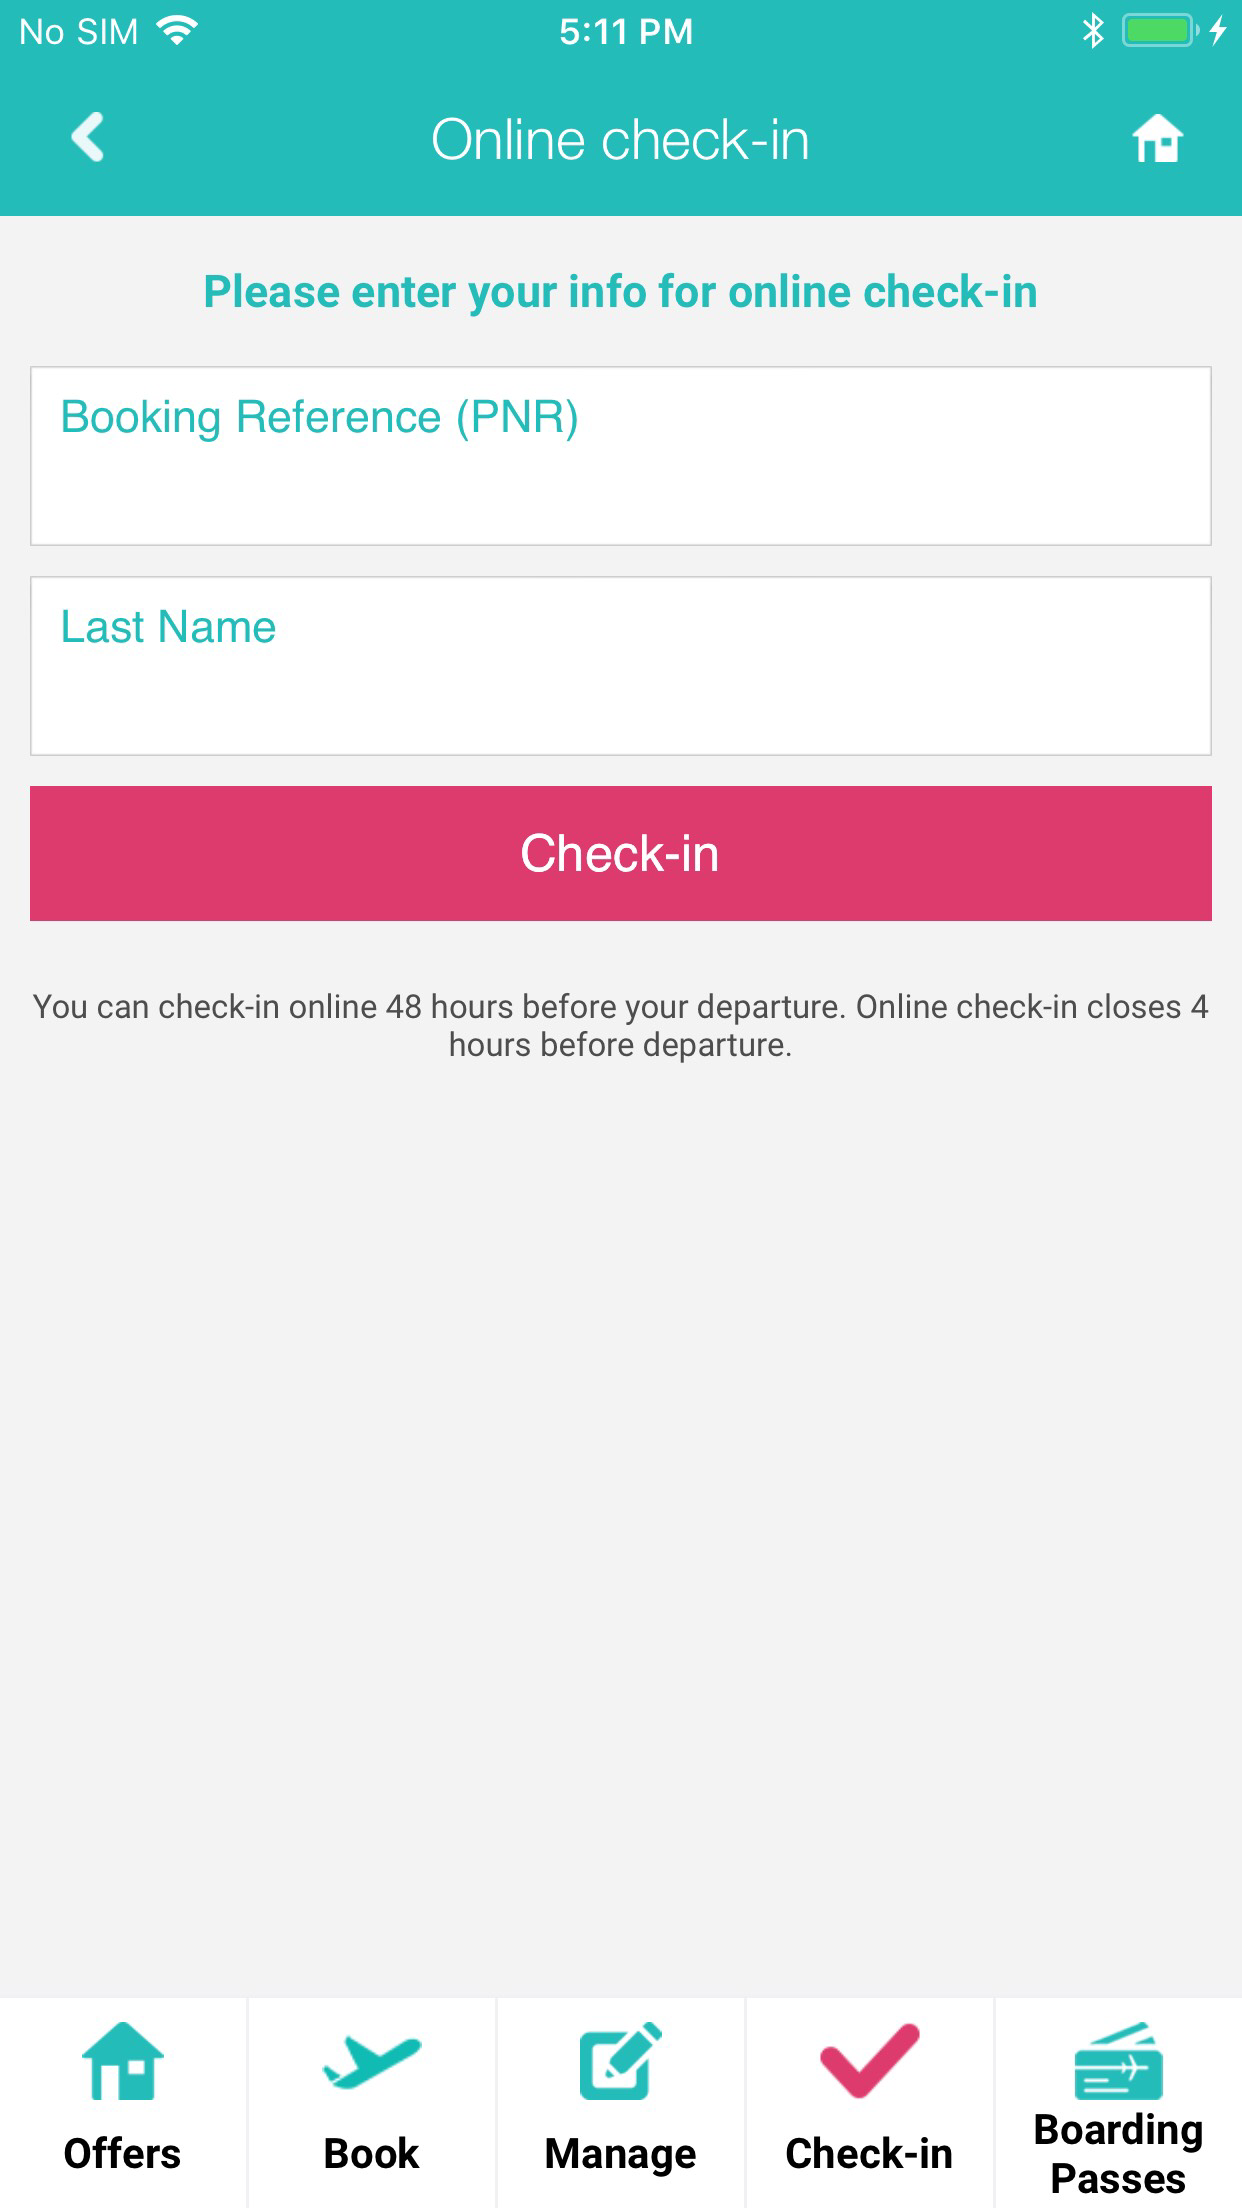 No SIM
5:11 PM
Online check-in
Please enter your info for online check-in
Booking Reference (PNR)
Last Name
Check-in
You can check-in online 48 hours before your departure. Online check-in closes 4
hours before departure.
Offers
Book
Manage
Check-in
Boarding
Passes